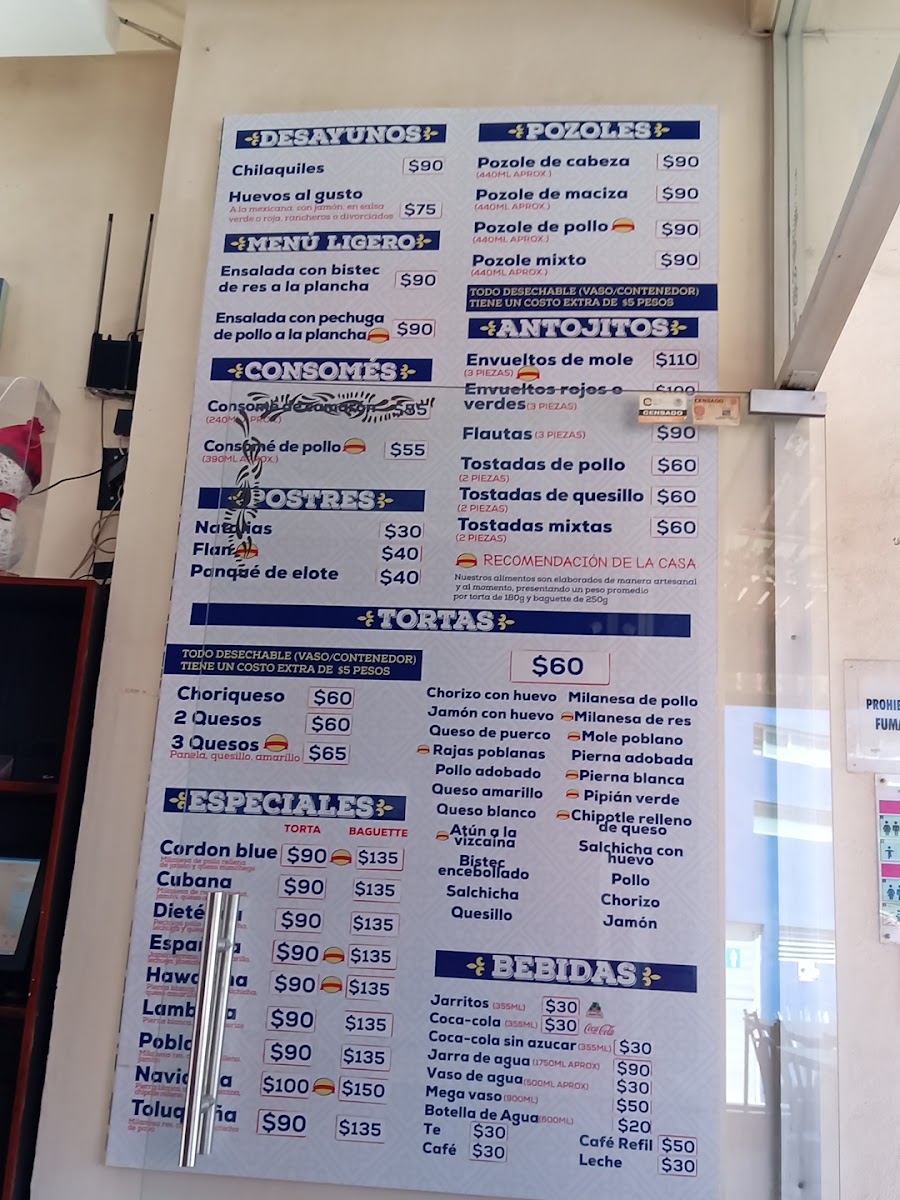 DESAYUNOS
Chilaquiles $90
Huevos al gusto
A la mexicana, con jamón, en salsa
verde o roja, rancheros o divorciados $75
MENÚ LIGERO
Ensalada con bistec
de res a la plancha $90
Ensalada con pechuga
de pollo a la plancha $90
CONSOMÉS
Consomé de camarón
Consomé de pollo $55
(390ML APROX.)
POSTRES
Natillas $30
Flan $40
Panqué de elote $40
POZOLES
Pozole de cabeza $90
(440ML APROX.)
Pozole de maciza $90
(440ML APROX.)
Pozole de pollo $90
(440ML APROX.)
Pozole mixto $90
(440ML APROX.)
TODO DESECHABLE (VASO/CONTENEDOR)
TIENE UN COSTO EXTRA DE $5 PESOS
ANTOJITOS
Envueltos de mole $110
(3 PIEZAS)
Envueltos rojos o
verdes (3 PIEZAS)
CENSADO
CENSADO
Flautas (3 PIEZAS) $90
Tostadas de pollo $60
(2 PIEZAS)
Tostadas de quesillo $60
(2 PIEZAS)
Tostadas mixtas $60
(2 PIEZAS)
RECOMENDACIÓN DE LA CASA
Nuestros alimentos son elaborados de manera artesanal
y al momento, presentando un peso promedio
por torta de 180g y baguette de 250g
TORTAS
TODO DESECHABLE (VASO/CONTENEDOR)
TIENE UN COSTO EXTRA DE $5 PESOS
Choriqueso $60
2 Quesos $60
3 Quesos $65
Panela, quesillo, amarillo
$60
Chorizo con huevo
Jamón con huevo
Queso de puerco
Rajas poblanas
Pollo adobado
Queso amarillo
Queso blanco
Atún a la
vizcaína
Bistec
encebollado
Salchicha
Quesillo
Milanesa de pollo
Milanesa de res
Mole poblano
Pierna adobada
Pierna blanca
Pipián verde
Chipotle relleno
de queso
Salchicha con
huevo
Pollo
Chorizo
Jamón
ESPECIALES
TORTA BAGUETTE
Cordon blue $90 $135
Cubana $90 $135
$90 $135
$90 $135
$90 $135
$90 $135
$90 $135
$100 $150
$90 $135
BEBIDAS
Jarritos (355ML) $30
Coca-cola (355ML) $30 Coca-Cola
Coca-cola sin azucar (355ML) $30
Jarra de agua (1750ML APROX) $90
Vaso de agua (500ML APROX) $30
Mega vaso (900ML) $50
Botella de Agua (600ML) $20
Te $30
Café $30
Café Refil $50
Leche $30